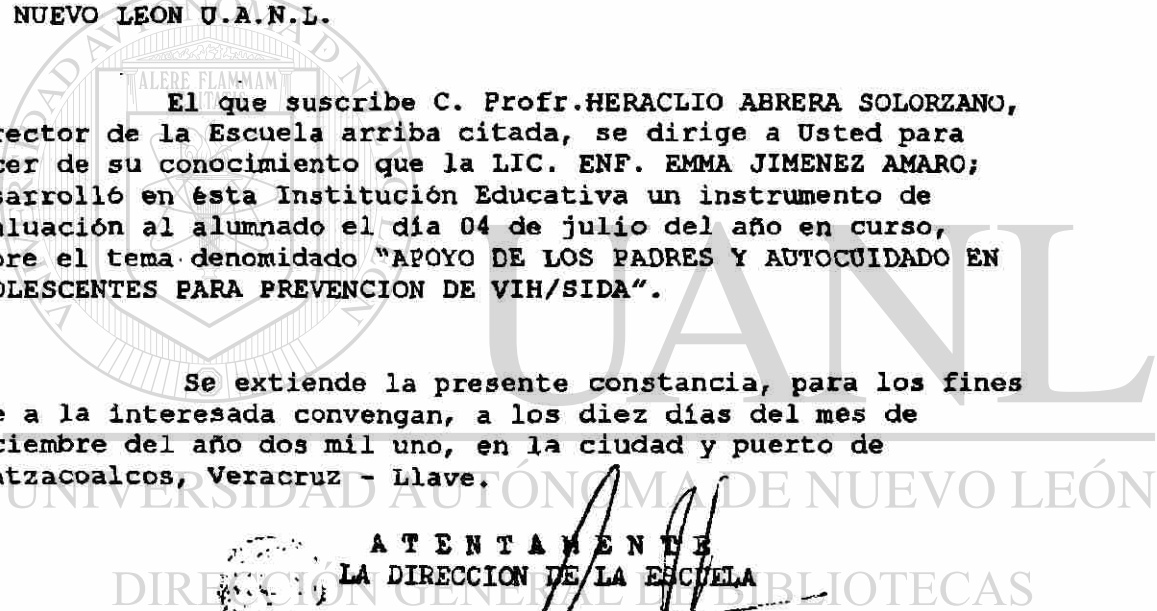 NUEVO LEON U.A.N.L.
ALERE FLAMMAM
El que suscribe C. Profr.HERACLIO ABRERA SOLORZANO,
rector de la Escuela arriba citada, se dirige a Usted para
cer de su conocimiento que la LIC. ENF. EMMA JIMENEZ AMARO;
sarrolló en ésta Institución Educativa un instrumento de
aluación al alumnado el día 04 de julio del año en curso,
bre el tema denomidado "APOYO DE LOS PADRES Y AUTOCUIDADO EN
OLESCENTES PARA PREVENCION DE VIH/SIDA".
UANL
Se extiende la presente constancia, para los fines
e a la interesada convengan, a los diez días del mes de
ciembre del año dos mil uno, en la ciudad y puerto de
atzacoalcos, Veracruz - Llave.
UNIVERSIDAD AUTÓNOMA DE NUEVO LEÓN
A T E N T A M E N T E
LA DIRECCION DE LA ESCUELA
DIRECCIÓN GENERAL DE BIBLIOTECAS